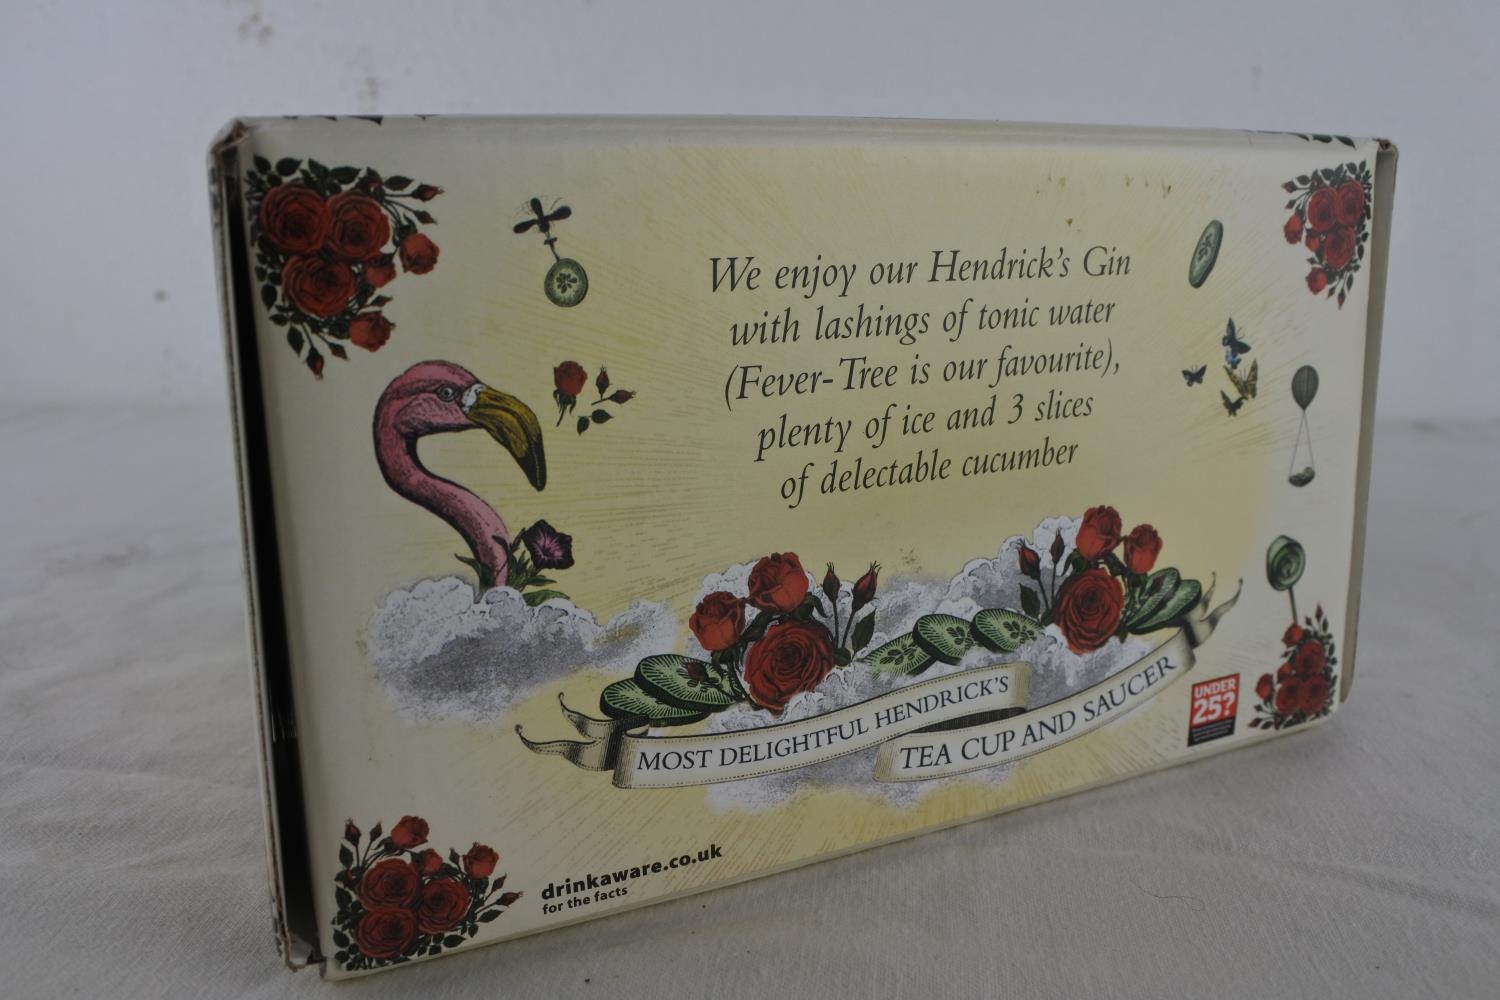 We enjoy our Hendrick's Gin
with lashings of tonic water
(Fever-Tree is our favourite),
plenty of ice and 3 slices
of delectable cucumber
MOST DELIGHTFUL HENDRICK'S
TEA CUP AND SAUCER
UNDER
25?
drinkaware.co.uk
for the facts